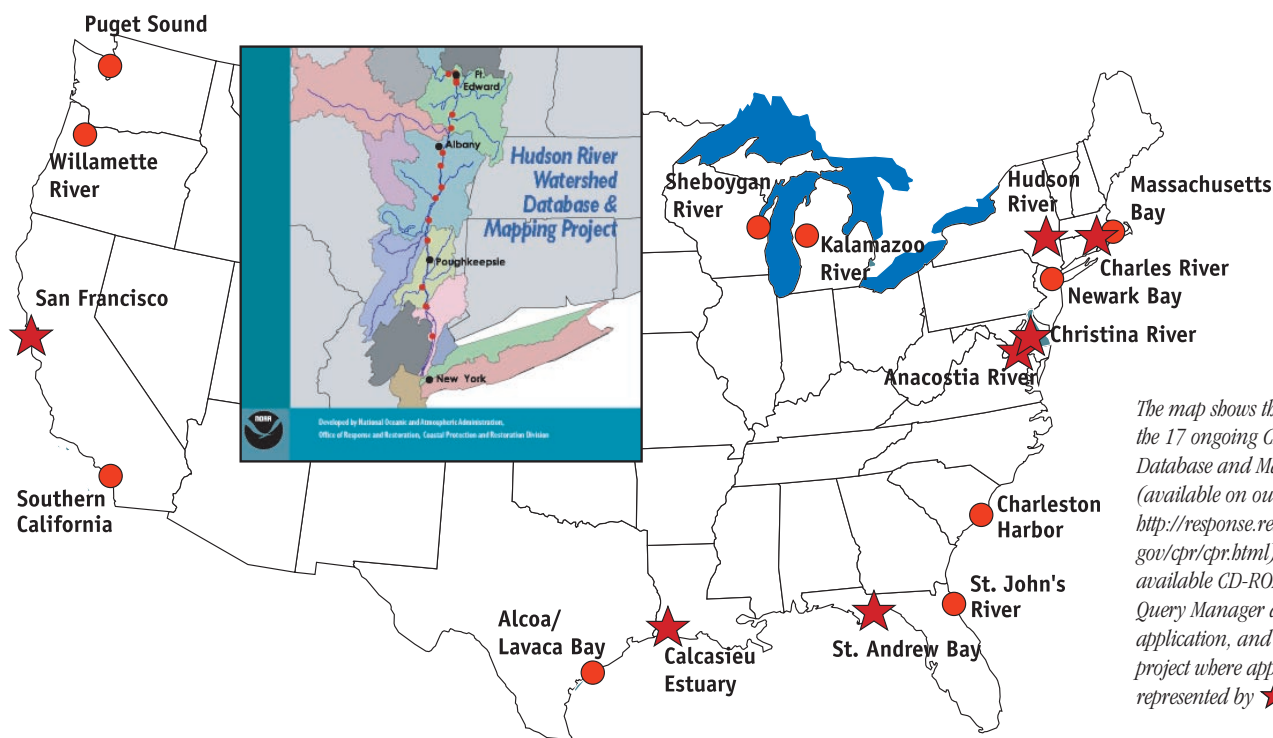 Puget Sound
Willamette
River
San Francisco
Southern
California
Ft.
Edward
Albany
Hudson River
Watershed
Database &
Mapping Project
Poughkeepsie
New York
NOAA
Developed by National Oceanic and Atmospheric Administration,
Office of Response and Restoration, Coastal Protection and Restoration Division
Sheboygan
River
Kalamazoo
River
Hudson
River
Massachusetts
Bay
Charles River
Newark Bay
Christina River
Anacostia River
Charleston
Harbor
St. John's
River
St. Andrew Bay
Calcasieu
Estuary
Alcoa/
Lavaca Bay
The map shows th
the 17 ongoing C
Database and Ma
(available on ou
http://response.re
gov/cpr/cpr.html)
available CD-RO
Query Manager a
application, and
project where app
represented by